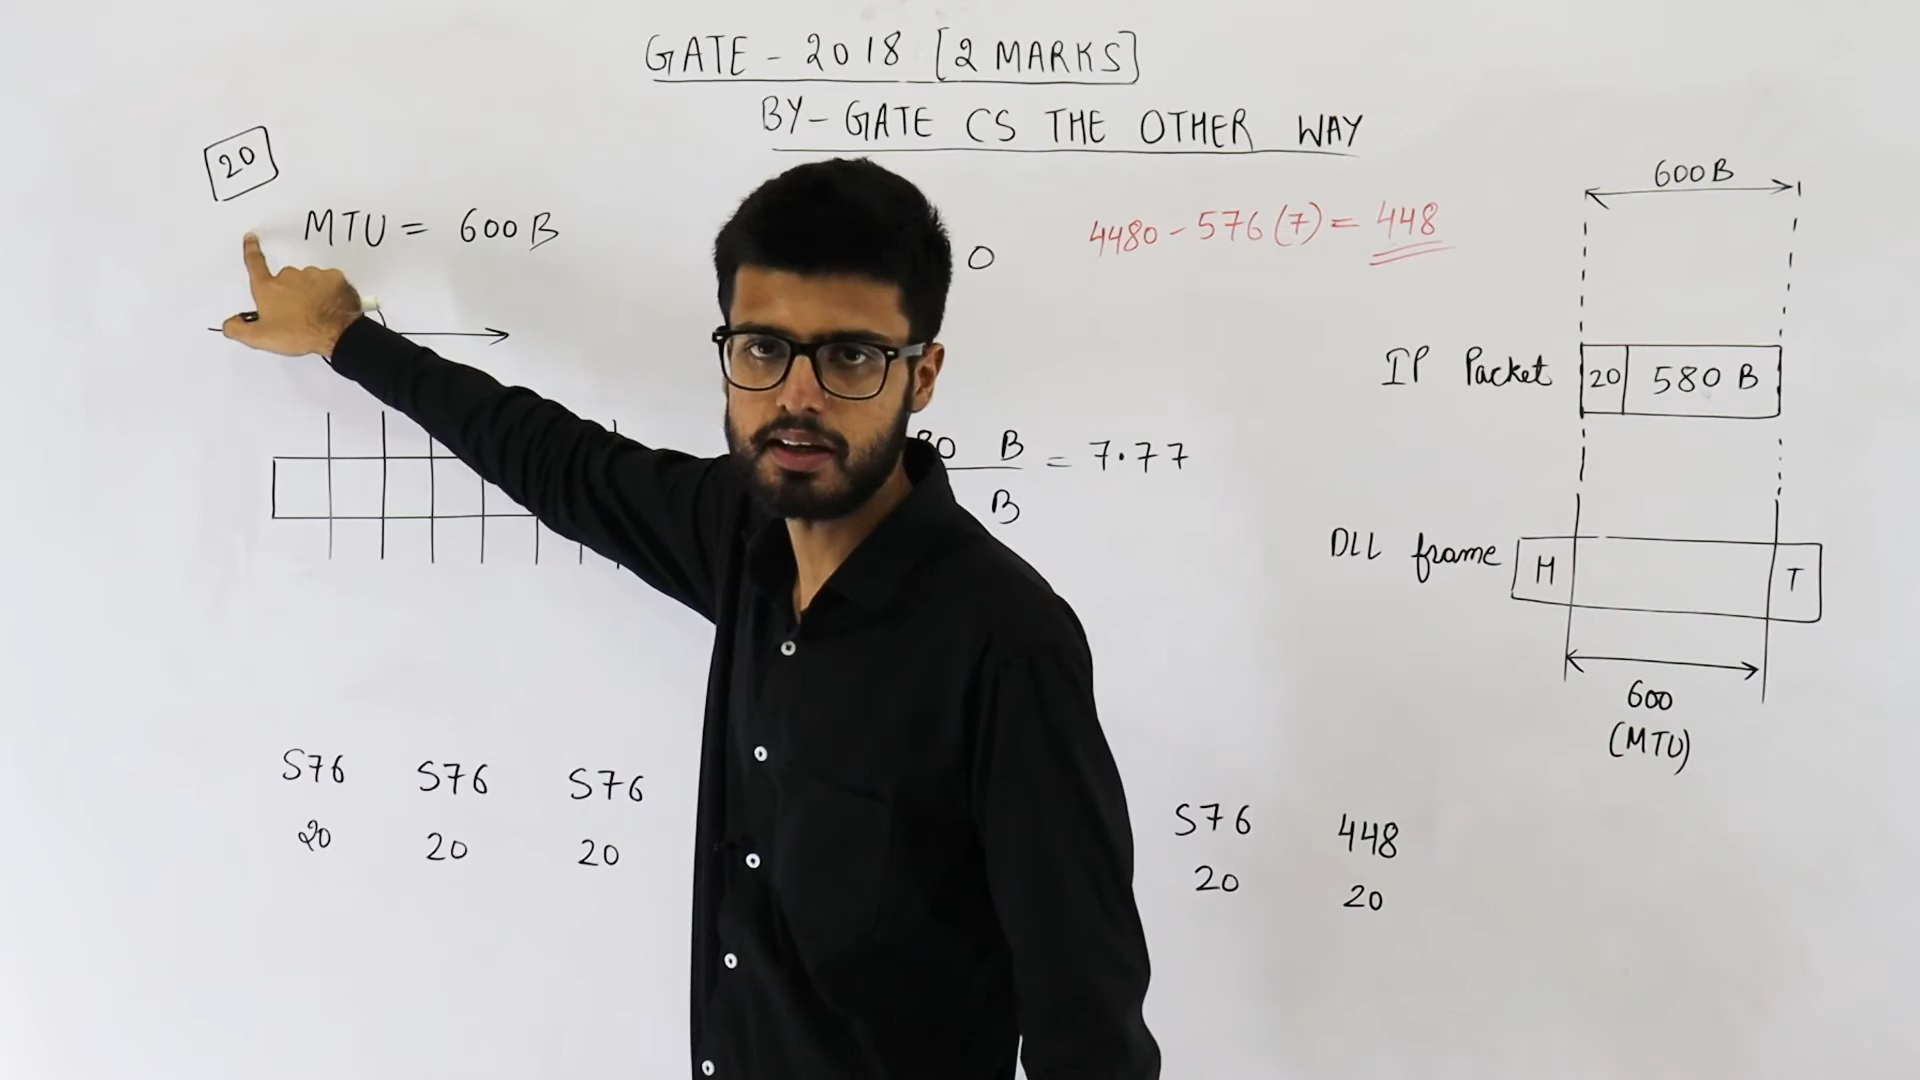 GATE - 2018 [2 MARKS]
BY - GATE CS THE OTHER WAY
20
MTU = 600B
0
4480 - 576(7) = 448
600B
IP Packet 20 580 B
80 B
B
= 7.77
DLL frame H T
600
(MTU)
576 576 576 576 448
20 20 20 20 20